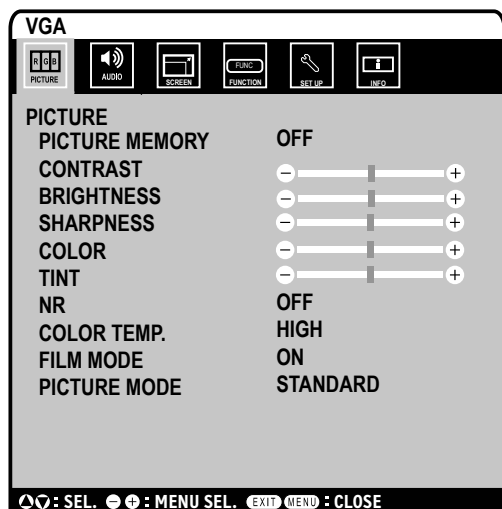 VGA
R G B
PICTURE
AUDIO
SCREEN
FUNC
FUNCTION
SET UP
INFO
PICTURE
PICTURE MEMORY OFF
CONTRAST
BRIGHTNESS
SHARPNESS
COLOR
TINT
NR OFF
COLOR TEMP. HIGH
FILM MODE ON
PICTURE MODE STANDARD
: SEL. : MENU SEL. EXIT MENU : CLOSE